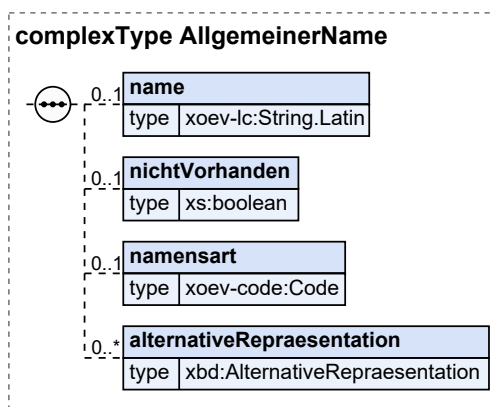 complexType AllgemeinerName
0..1 name
type xoev-lc:String.Latin
0..1 nichtVorhanden
type xs:boolean
0..1 namensart
type xoev-code:Code
0..* alternativeRepraesentation
type xbd:AlternativeRepraesentation